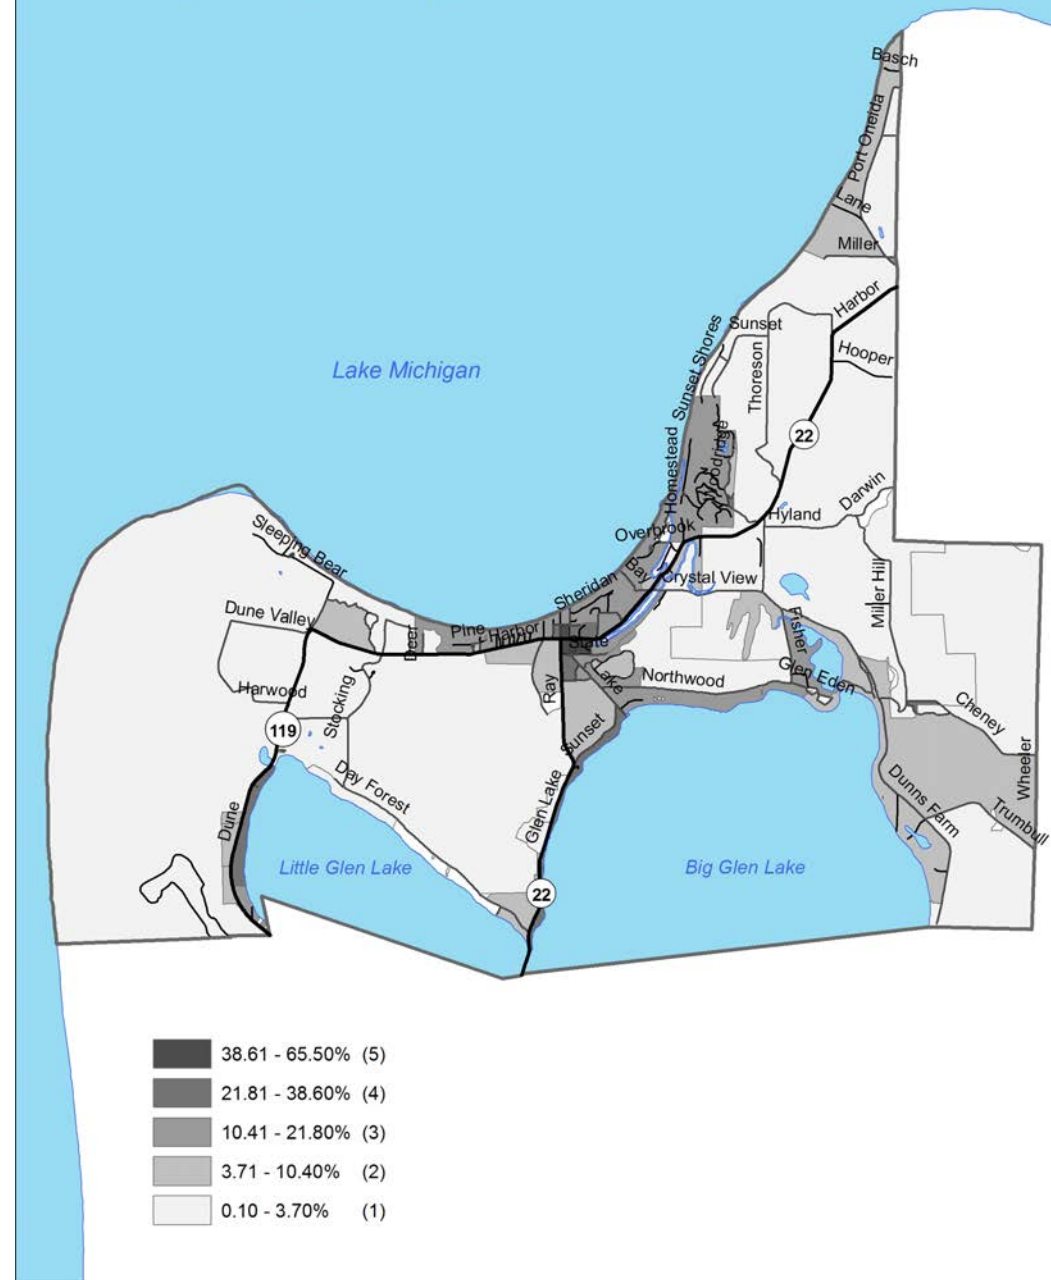 Basch
Port Oneida
Lane
Miller
Harbor
Sunset
Hooper
Sunset Shores
Thoreson
Lake Michigan
22
Homestead
Woodridge
Darwin
Hyland
Overbrook
Sleeping Bear
Bay
Crystal View
Sheridan
Miller Hill
Dune Valley
Fisher
Pine
Harbor
Deer
State
Glen Eden
Northwood
Lake
Ray
Harwood
Stocking
Cheney
119
Sunset
Wheeler
Day Forest
Dunns Farm
Glen Lake
Trumbull
Dune
Little Glen Lake
Big Glen Lake
22
38.61 - 65.50% (5)
21.81 - 38.60% (4)
10.41 - 21.80% (3)
3.71 - 10.40% (2)
0.10 - 3.70% (1)